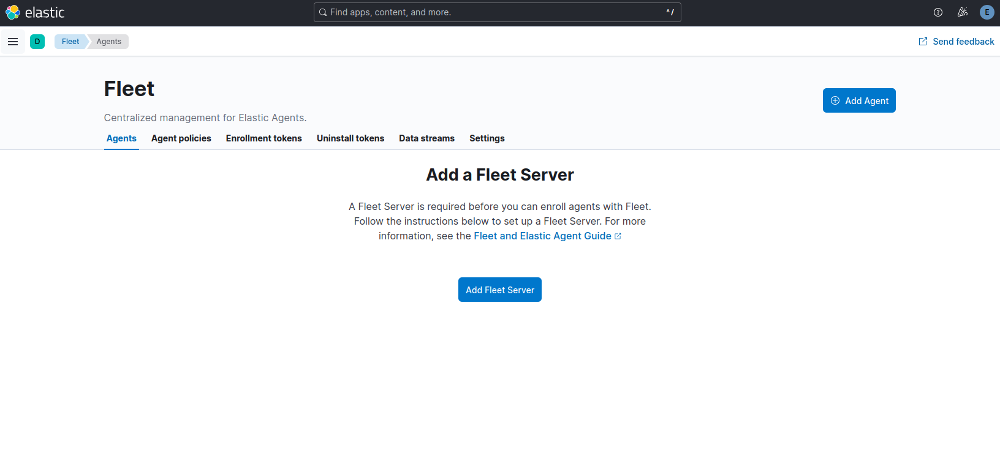 elastic
Find apps, content, and more.
^/
E
D
Fleet
Agents
Send feedback
Fleet
Centralized management for Elastic Agents.
Add Agent
Agents
Agent policies
Enrollment tokens
Uninstall tokens
Data streams
Settings
Add a Fleet Server
A Fleet Server is required before you can enroll agents with Fleet.
Follow the instructions below to set up a Fleet Server. For more
information, see the Fleet and Elastic Agent Guide
Add Fleet Server